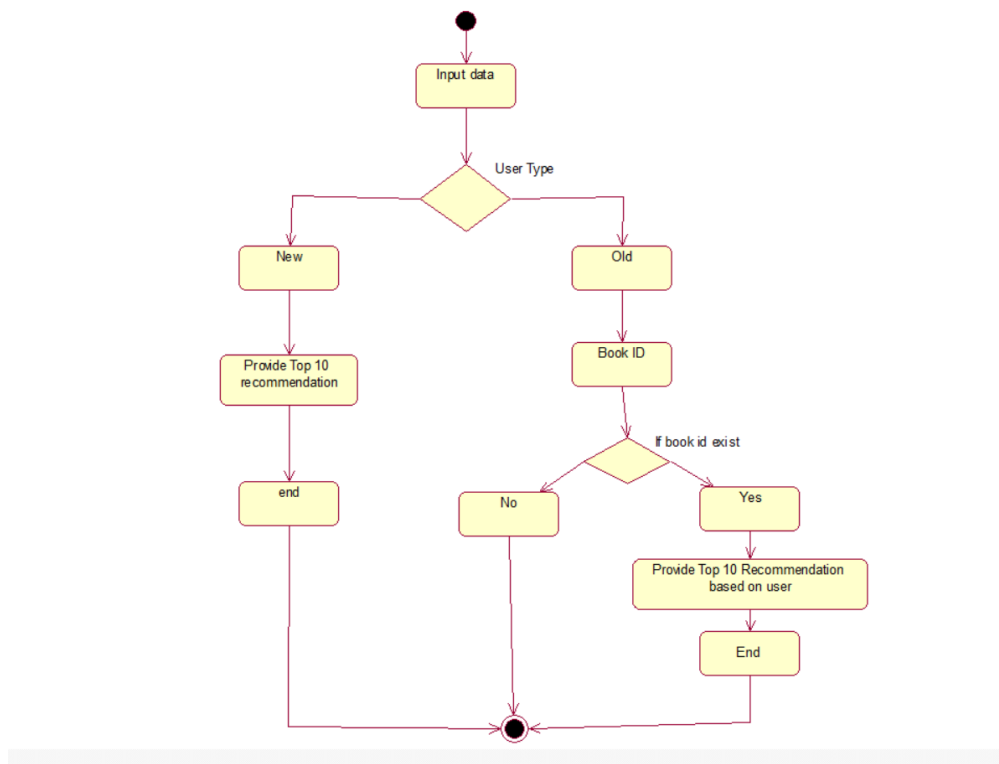 Input data
User Type
New
Old
Book ID
Provide Top 10
recommendation
If book id exist
end
No
Yes
Provide Top 10 Recommendation
based on user
End